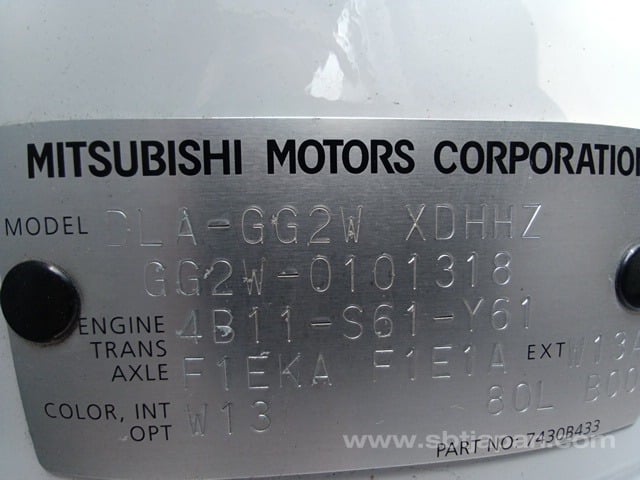 MITSUBISHI MOTORS CORPORATION
MODEL DLA-GG2W XDHHZ
GG2W-0101318
ENGINE 4B11-S61-Y61
TRANS
AXLE F1EKA F1E1A EXT W13A
COLOR, INT
OPT W13 80L B00
PART NO: 7430B433
www.sbtjapan.com